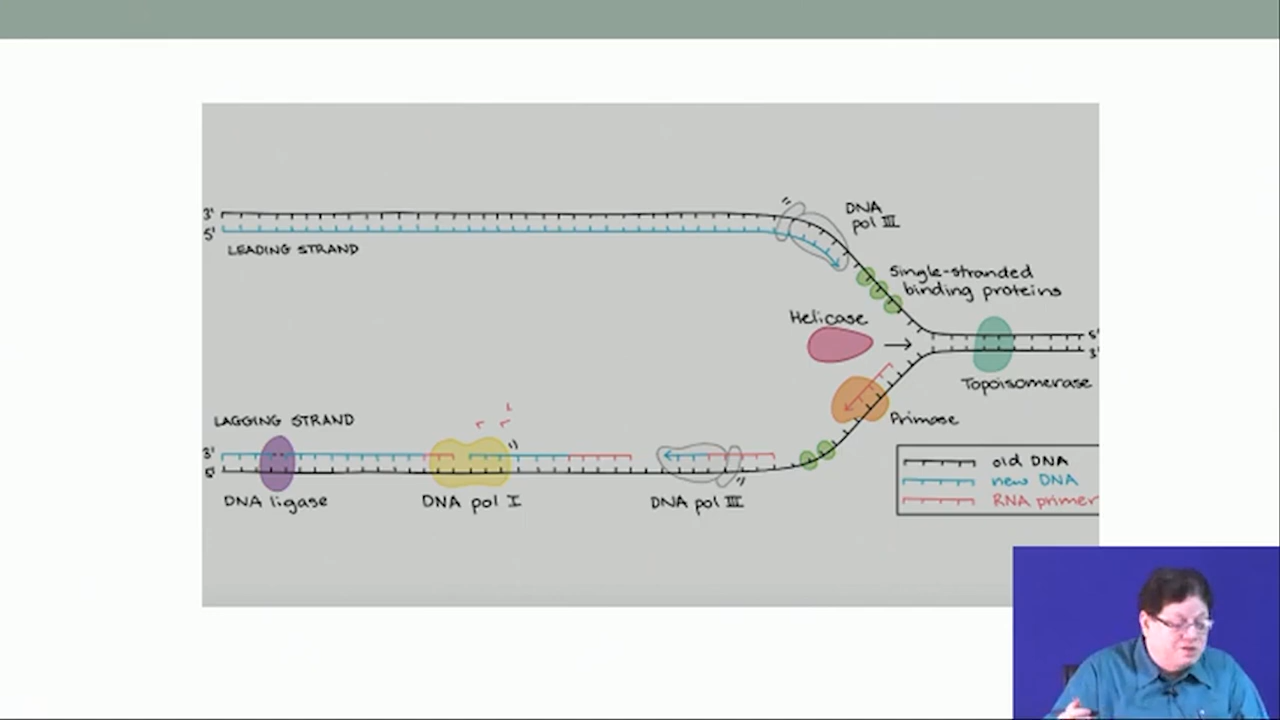 3'
5'
LEADING STRAND
DNA
pol III
Single-stranded
binding proteins
Helicase
5'
3'
Topoisomerase
Primase
LAGGING STRAND
3'
5'
DNA ligase
DNA pol I
DNA pol III
old DNA
new DNA
RNA primer